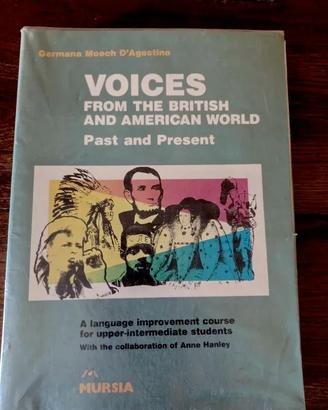 Germana Moech D'Agostino
VOICES
FROM THE BRITISH
AND AMERICAN WORLD
Past and Present
A language improvement course
for upper-intermediate students
With the collaboration of Anne Hanley
MURSIA